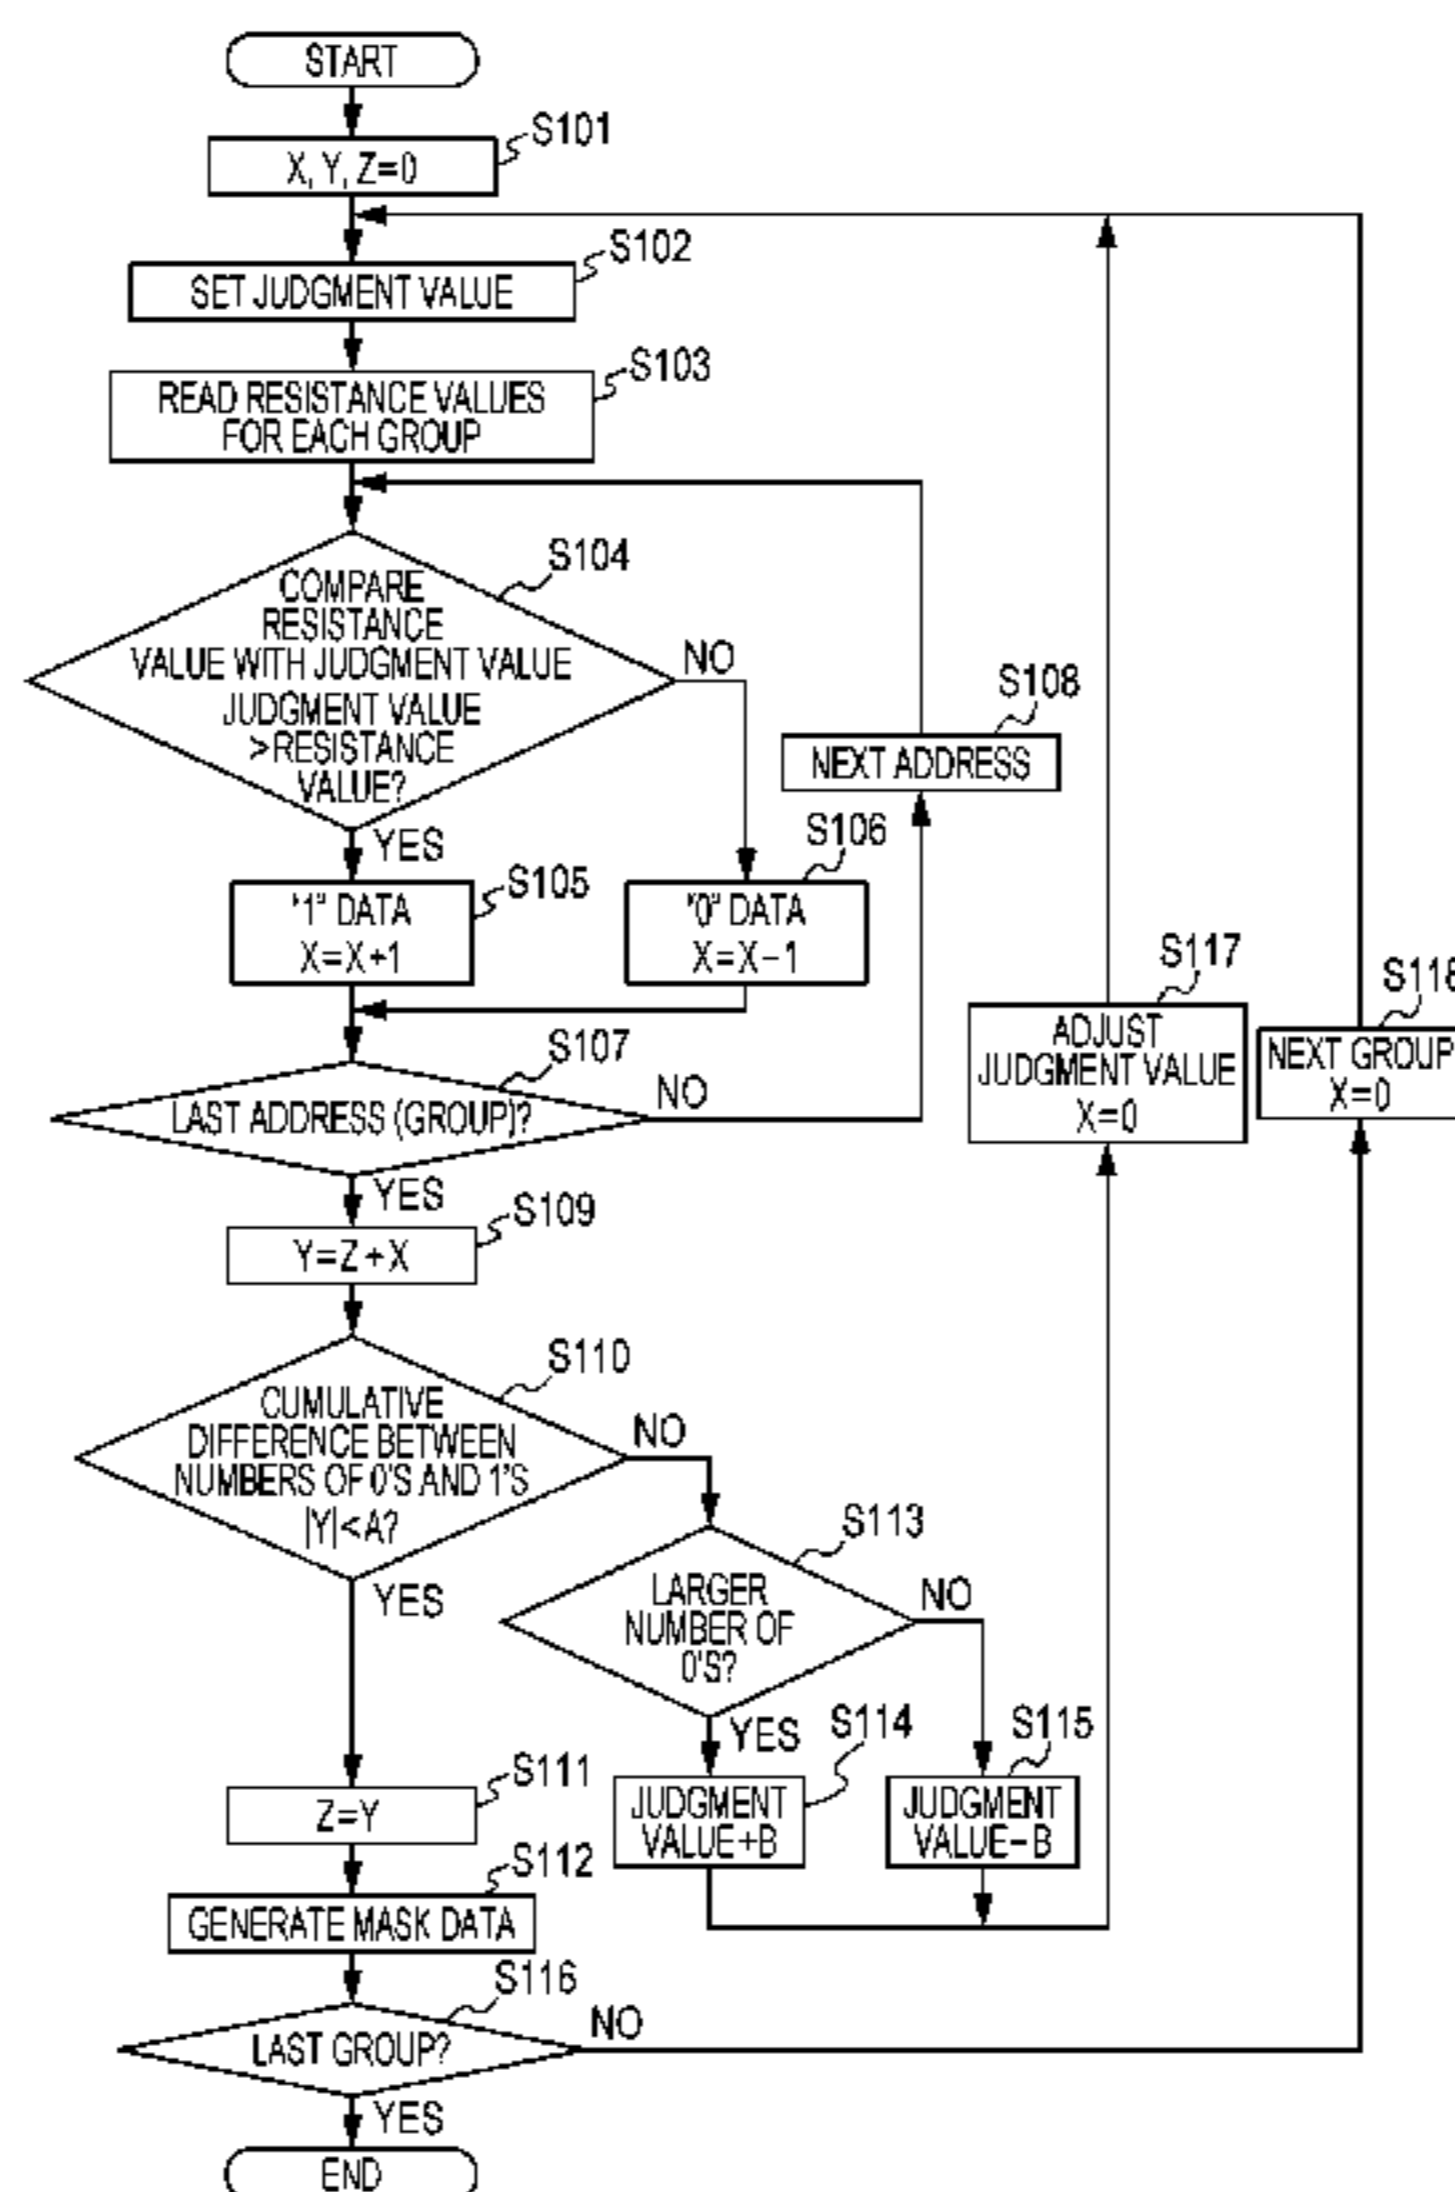 START
S101
X, Y, Z=0
S102
SET JUDGMENT VALUE
S103
READ RESISTANCE VALUES
FOR EACH GROUP
S104
COMPARE
RESISTANCE
VALUE WITH JUDGMENT VALUE
JUDGMENT VALUE
>RESISTANCE
VALUE?
NO
YES
S108
NEXT ADDRESS
S105
"1" DATA
X=X+1
S106
"0" DATA
X=X-1
S107
LAST ADDRESS (GROUP)?
NO
YES
S117
ADJUST
JUDGMENT VALUE
X=0
S118
NEXT GROUP
X=0
S109
Y=Z+X
S110
CUMULATIVE
DIFFERENCE BETWEEN
NUMBERS OF 0'S AND 1'S
|Y|<A?
NO
YES
S113
LARGER
NUMBER OF
0'S?
NO
YES
S114
JUDGMENT
VALUE+B
S115
JUDGMENT
VALUE-B
S111
Z=Y
S112
GENERATE MASK DATA
S116
LAST GROUP?
NO
YES
END